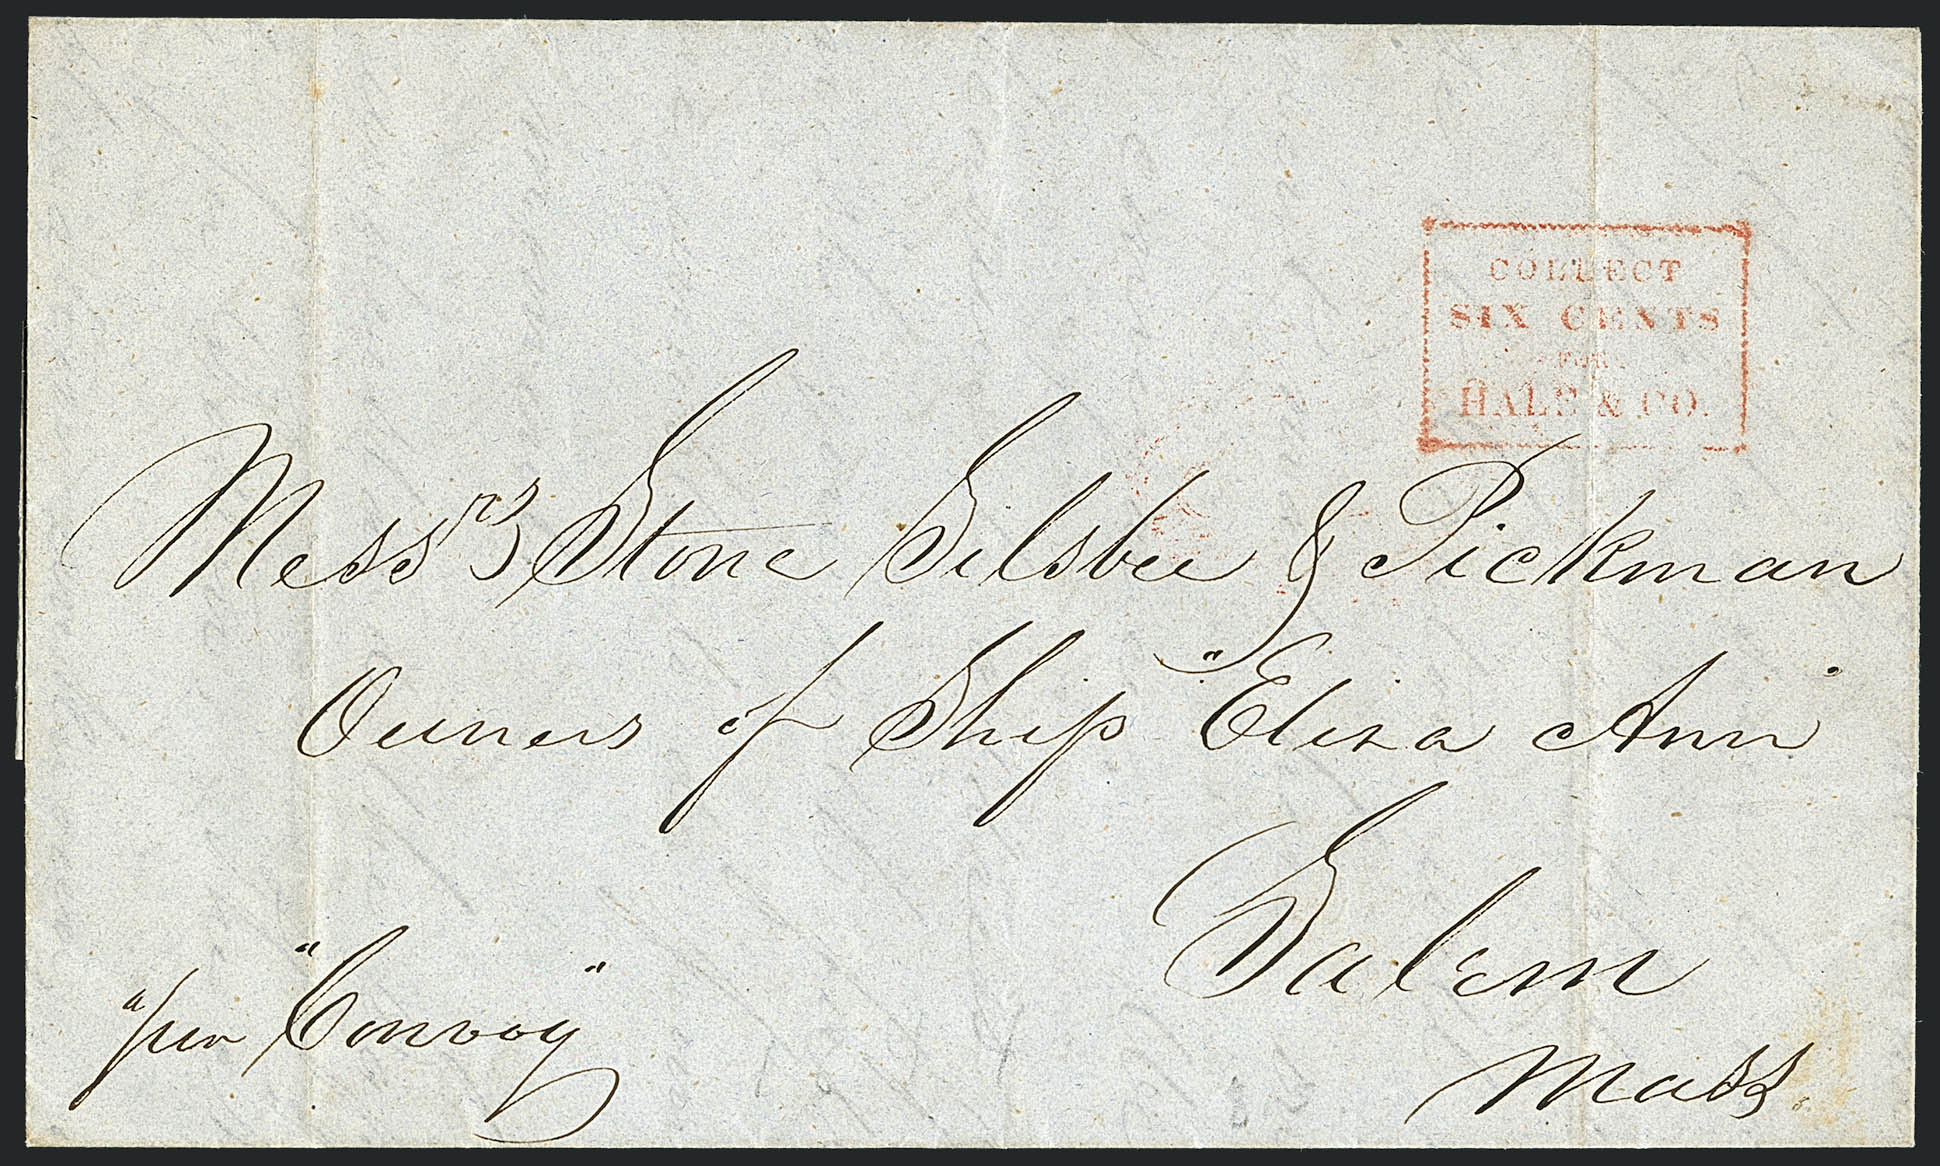 COLLECT
SIX CENTS
FOR
HALE & CO.
Messrs Stone Silsbee & Pickman
Owners of Ship "Eliza Ann"
Salem
Mass
"per "Convoy"